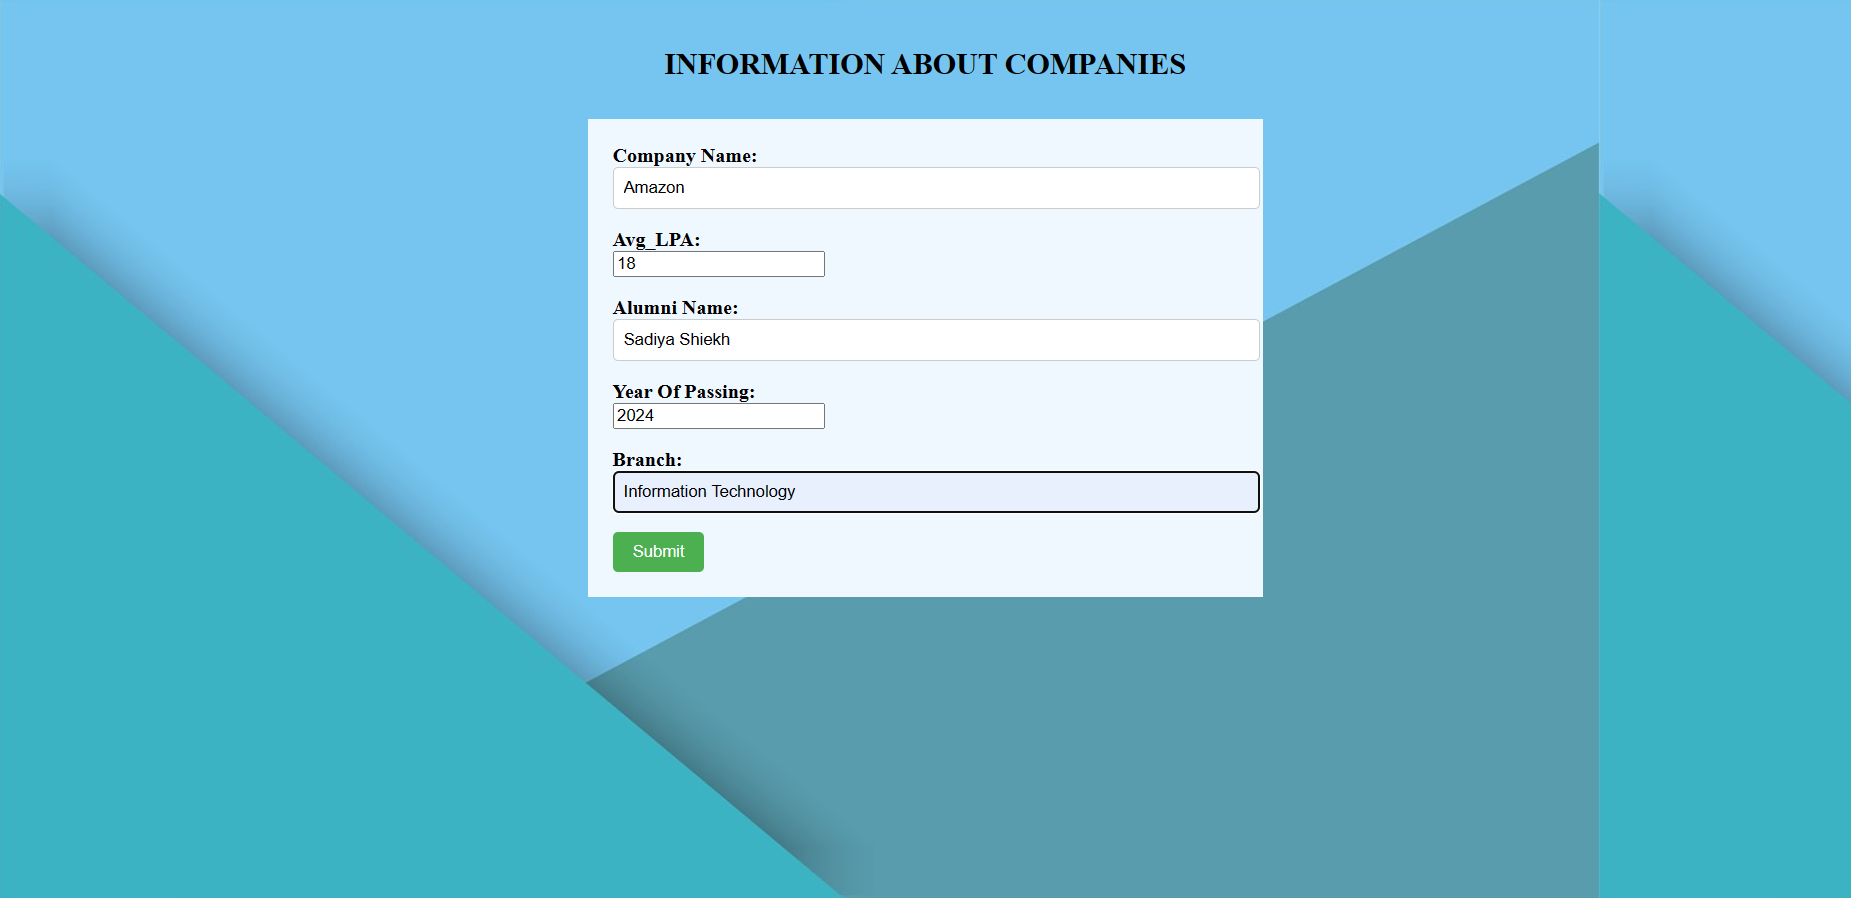 INFORMATION ABOUT COMPANIES
Company Name:
Amazon
Avg_LPA:
18
Alumni Name:
Sadiya Shiekh
Year Of Passing:
2024
Branch:
Information Technology
Submit